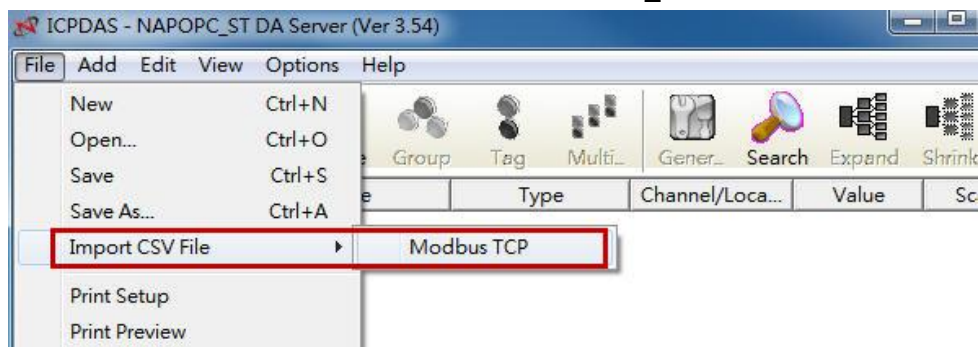 ICPDAS - NAPOPC_ST DA Server (Ver 3.54)
File Add Edit View Options Help
New Ctrl+N
Open... Ctrl+O
Save Ctrl+S
Save As... Ctrl+A
Import CSV File
Print Setup
Print Preview
Modbus TCP
Group Tag Multi... Gener... Search Expand Shrink
Type Channel/Loca... Value